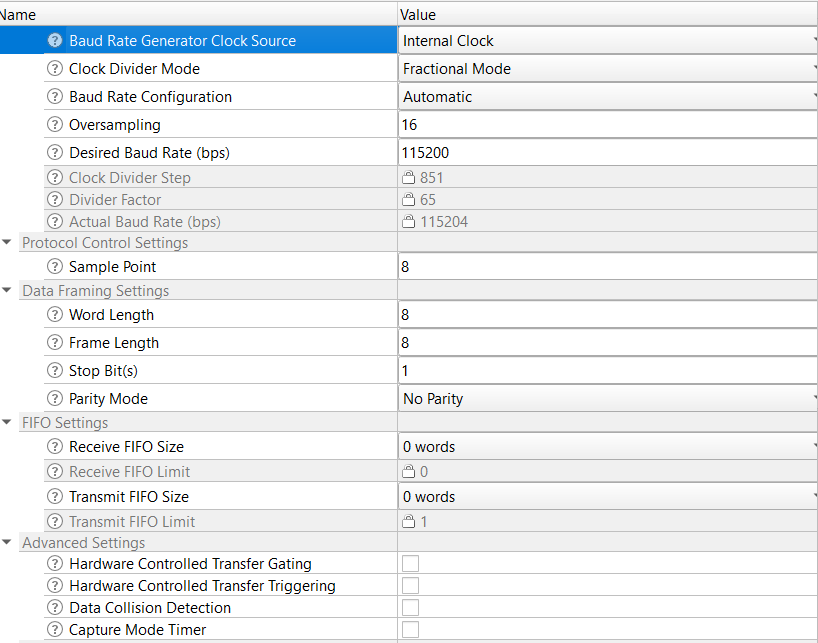 Name Value
Baud Rate Generator Clock Source Internal Clock
Clock Divider Mode Fractional Mode
Baud Rate Configuration Automatic
Oversampling 16
Desired Baud Rate (bps) 115200
Clock Divider Step 851
Divider Factor 65
Actual Baud Rate (bps) 115204
Protocol Control Settings
Sample Point 8
Data Framing Settings
Word Length 8
Frame Length 8
Stop Bit(s) 1
Parity Mode No Parity
FIFO Settings
Receive FIFO Size 0 words
Receive FIFO Limit 0
Transmit FIFO Size 0 words
Transmit FIFO Limit 1
Advanced Settings
Hardware Controlled Transfer Gating
Hardware Controlled Transfer Triggering
Data Collision Detection
Capture Mode Timer